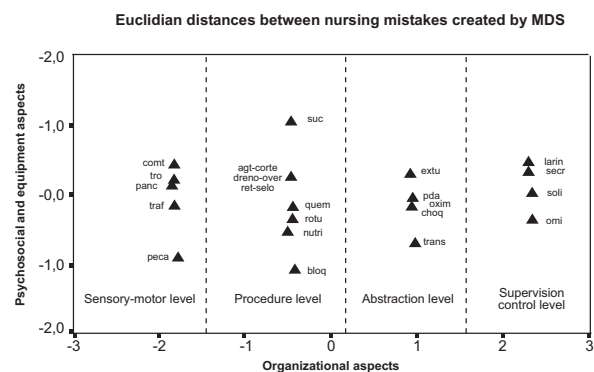 Euclidian distances between nursing mistakes created by MDS
Psychosocial and equipment aspects
-2,0
-1,0
-0,0
-1,0
-2,0
comt
tro
panc
traf
peca
Sensory-motor level
suc
agt-corte
dreno-over
ret-selo
quem
rotu
nutri
bloq
Procedure level
extu
pda
oxim
choq
trans
Abstraction level
larin
secr
soli
omi
Supervision
control level
-3
-2
-1
0
1
2
3
Organizational aspects